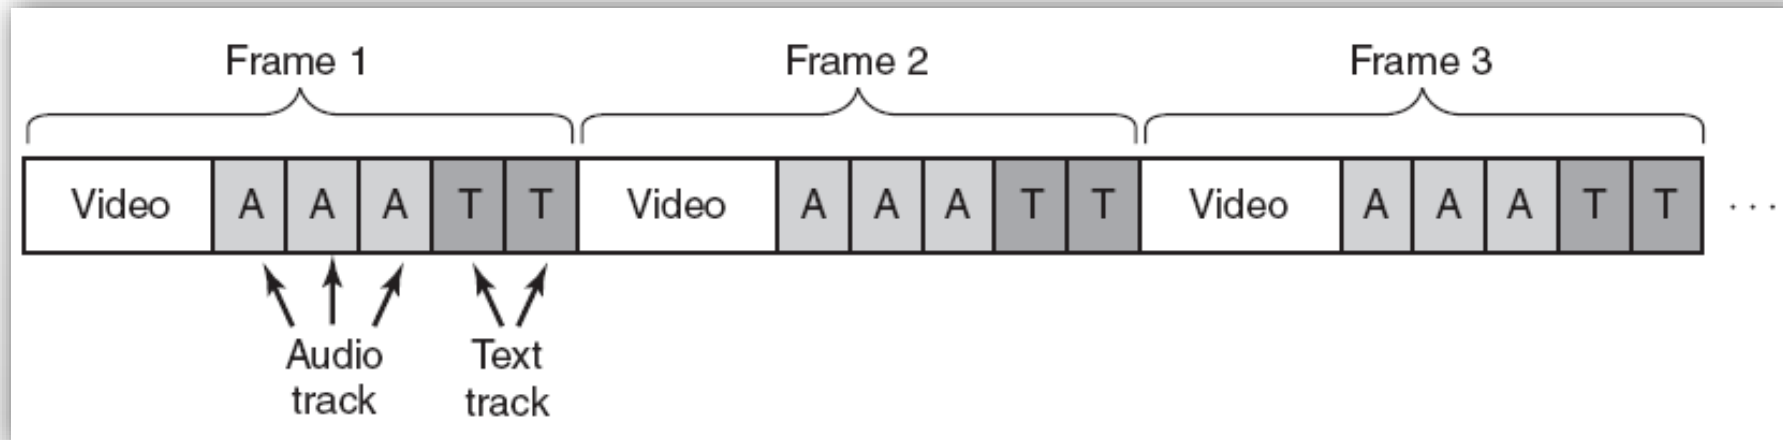 Frame 1 Frame 2 Frame 3
Video A A A T T Video A A A T T Video A A A T T . . .
Audio track Text track